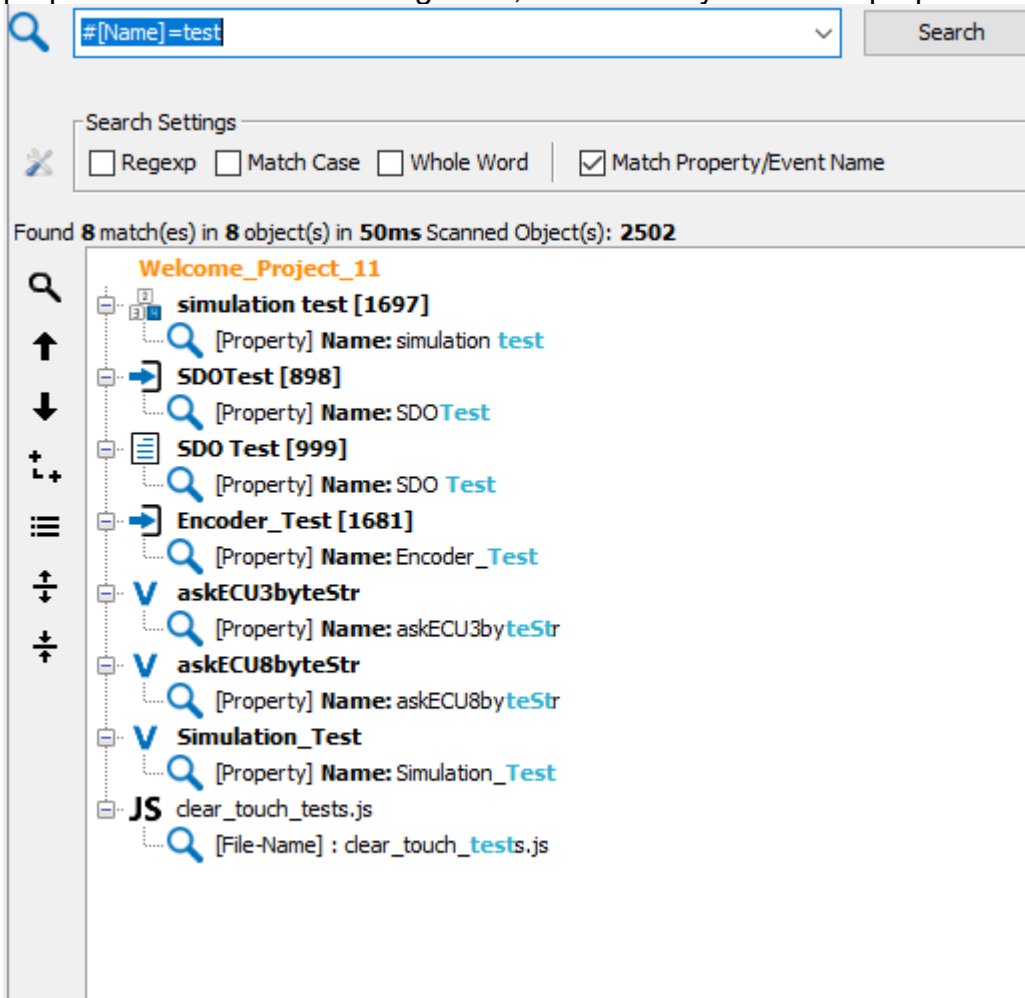 #[Name]=test
Search
Search Settings
Regexp Match Case Whole Word Match Property/Event Name
Found 8 match(es) in 8 object(s) in 50ms Scanned Object(s): 2502
Welcome_Project_11
simulation test [1697]
[Property] Name: simulation test
SDOTest [898]
[Property] Name: SDOTest
SDO Test [999]
[Property] Name: SDO Test
Encoder_Test [1681]
[Property] Name: Encoder_Test
V askECU3byteStr
[Property] Name: askECU3byteStr
V askECU8byteStr
[Property] Name: askECU8byteStr
V Simulation_Test
[Property] Name: Simulation_Test
JS clear_touch_tests.js
[File-Name] : clear_touch_tests.js